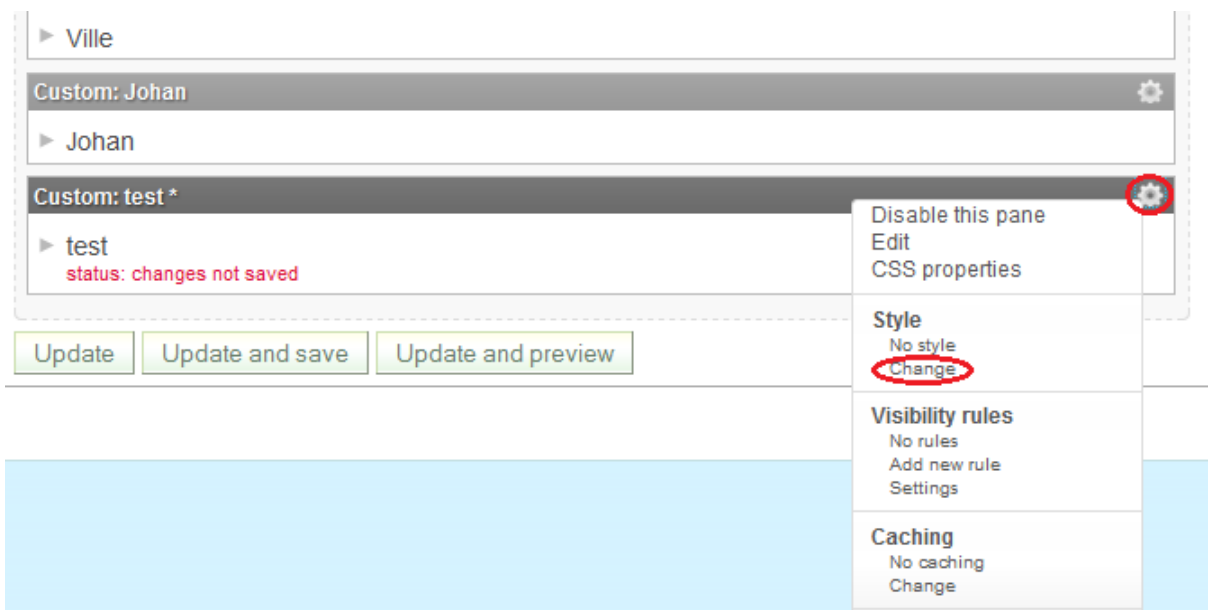 Ville
Custom: Johan
Johan
Custom: test *
test
status: changes not saved
Disable this pane
Edit
CSS properties
Style
No style
Change
Visibility rules
No rules
Add new rule
Settings
Caching
No caching
Change
Update
Update and save
Update and preview